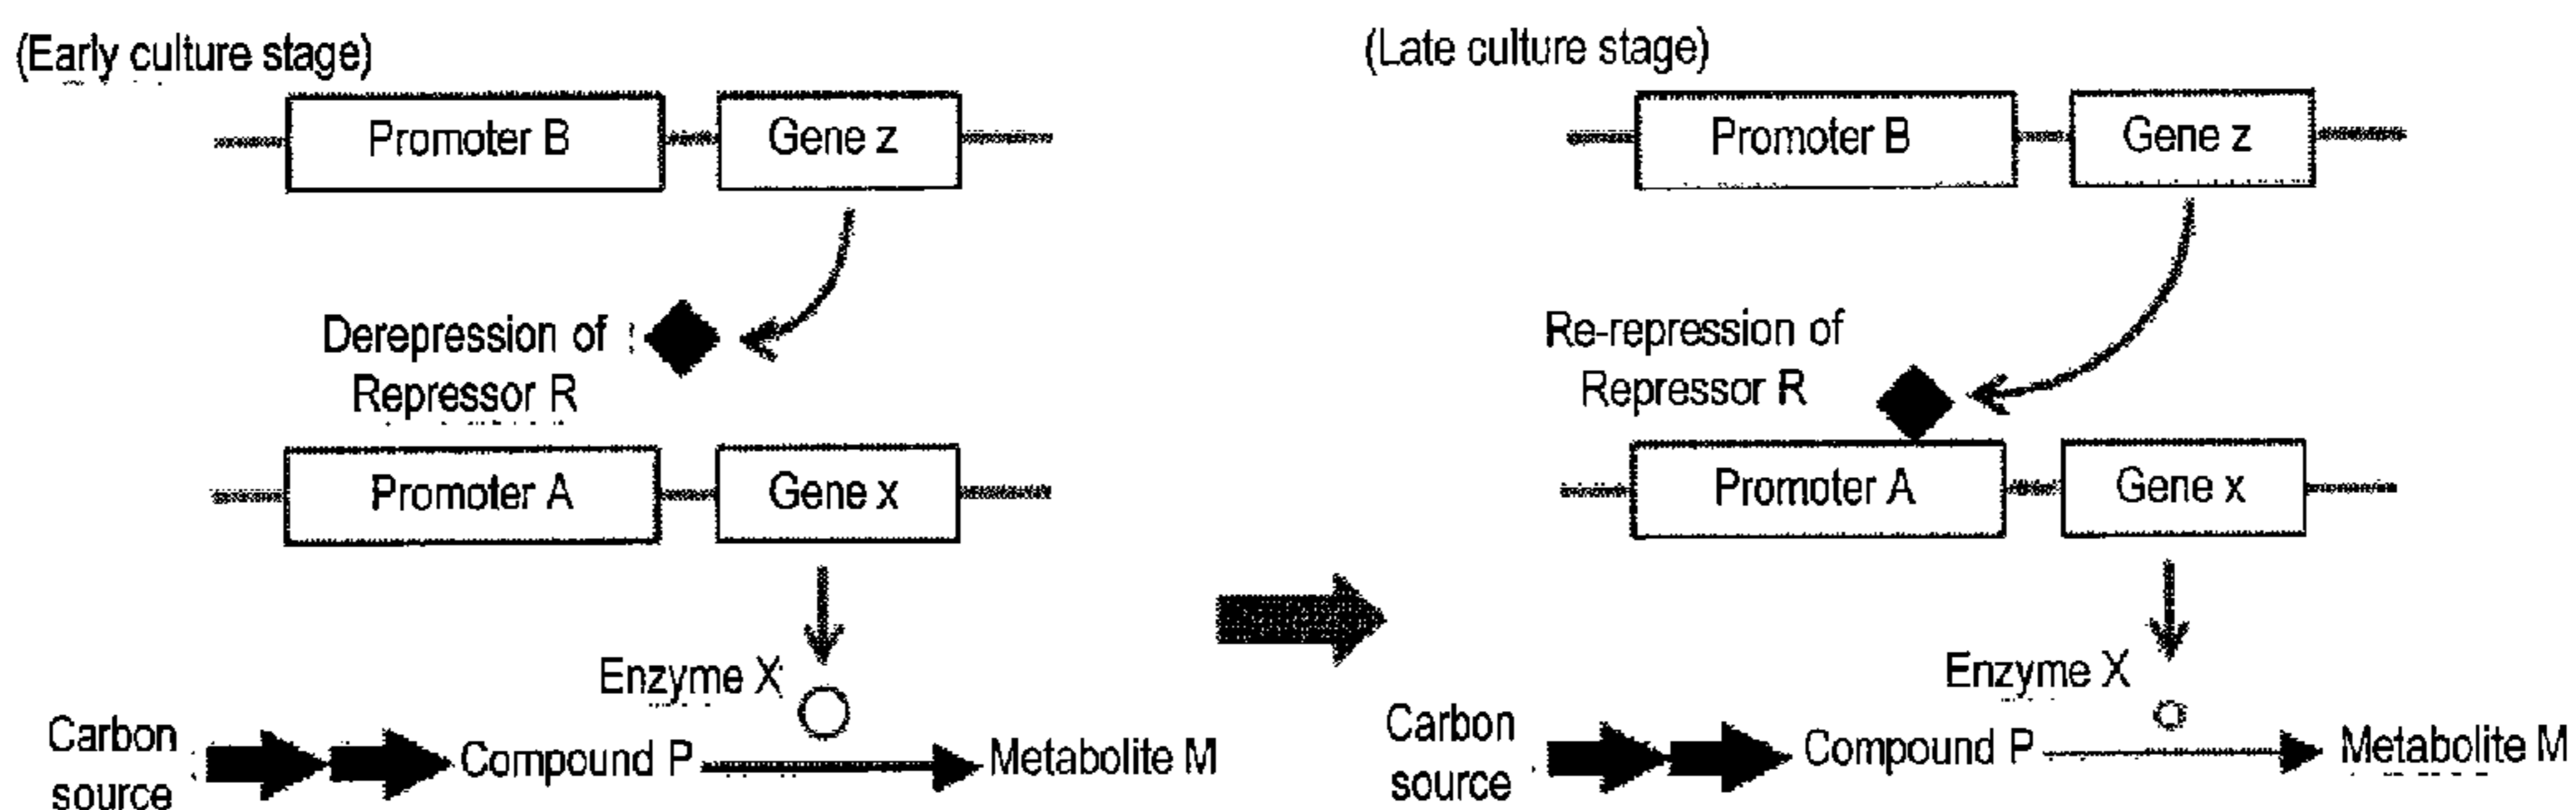 (Early culture stage)
Promoter B
Gene z
Derepression of
Repressor R
Promoter A
Gene x
Enzyme X
Carbon
source
Compound P
Metabolite M
(Late culture stage)
Promoter B
Gene z
Re-repression of
Repressor R
Promoter A
Gene x
Enzyme X
Carbon
source
Compound P
Metabolite M